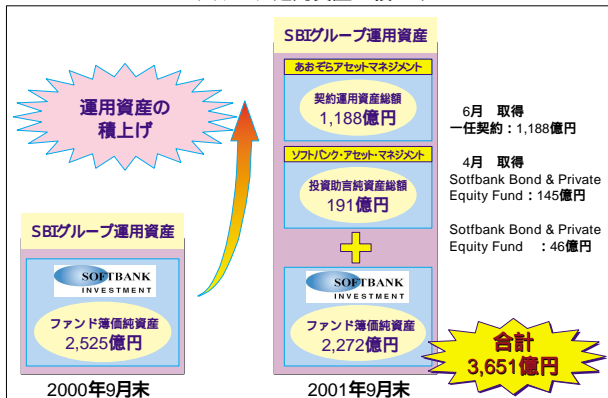 運用資産の
積上げ
SBIグループ運用資産
SOFTBANK
INVESTMENT
ファンド簿価純資産
2,525億円
2000年9月末
SBIグループ運用資産
あおぞらアセットマネジメント
契約運用資産総額
1,188億円
ソフトバンク・アセット・マネジメント
投資助言純資産総額
191億円
SOFTBANK
INVESTMENT
ファンド簿価純資産
2,272億円
2001年9月末
6月 取得
一任契約：1,188億円
4月 取得
Sotfbank Bond & Private
Equity Fund：145億円
Sotfbank Bond & Private
Equity Fund ：46億円
合計
3,651億円